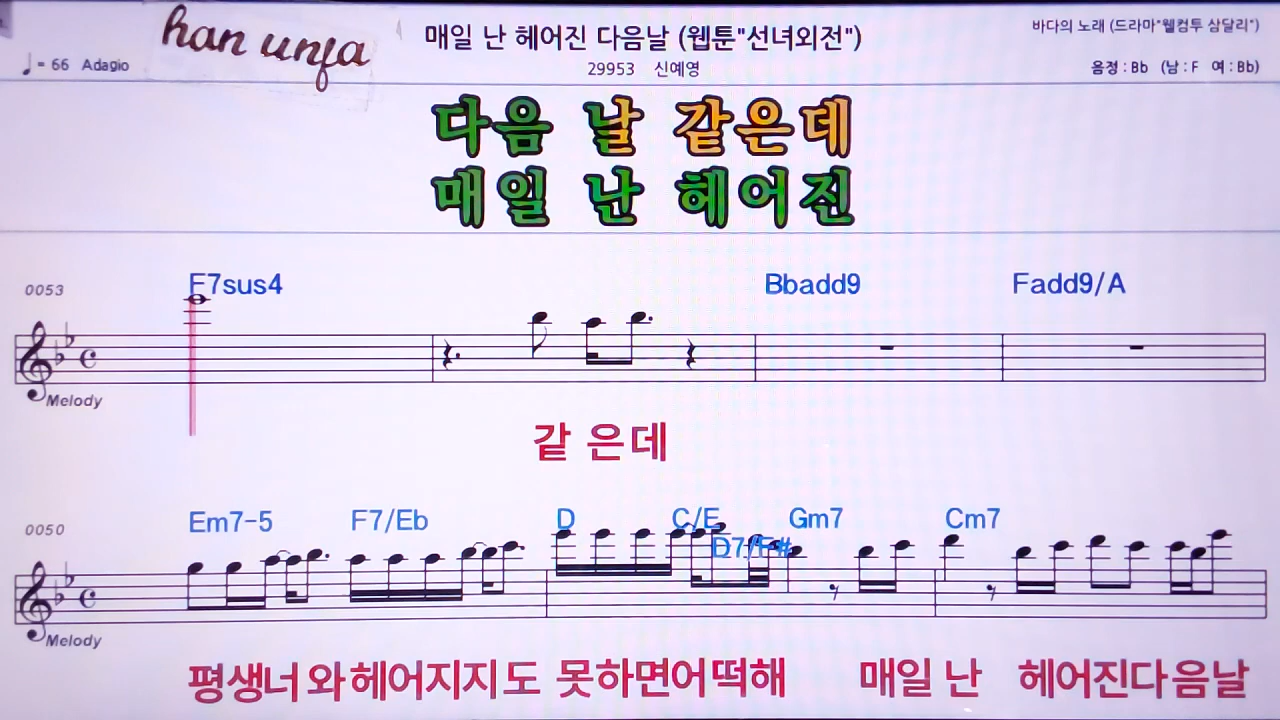 han unfa
매일 난 헤어진 다음날 (웹툰"선녀외전")
바다의 노래 (드라마"웰컴투 삼달리")
♩= 66 Adagio
29953 신예영
음정 : Bb (남 : F 여 : Bb)
다음 날 같은데
매일 난 헤어진
0053
F7sus4 Bbadd9 Fadd9/A
Melody
같 은데
0050
Em7-5 F7/Eb D C/E D7/F# Gm7 Cm7
Melody
평생너 와헤어지지도 못하면어떡해 매일 난 헤어진다음날